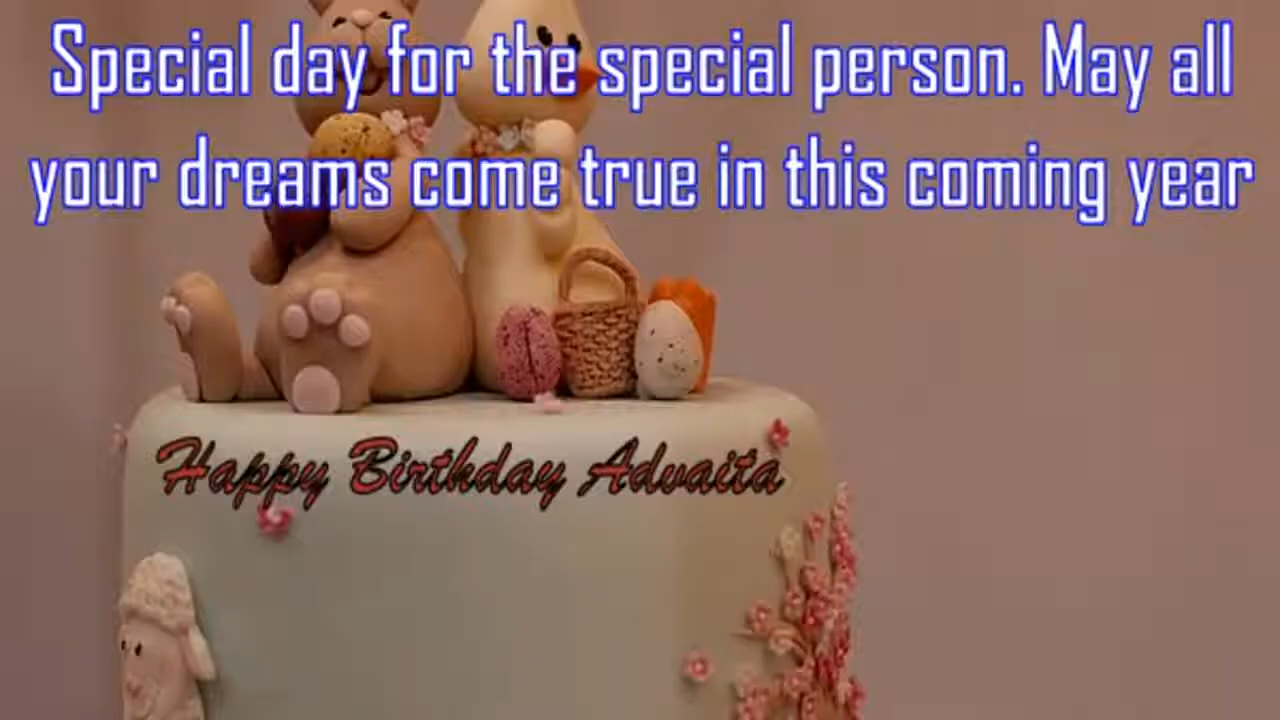 Special day for the special person. May all
your dreams come true in this coming year
Happy Birthday Advaita